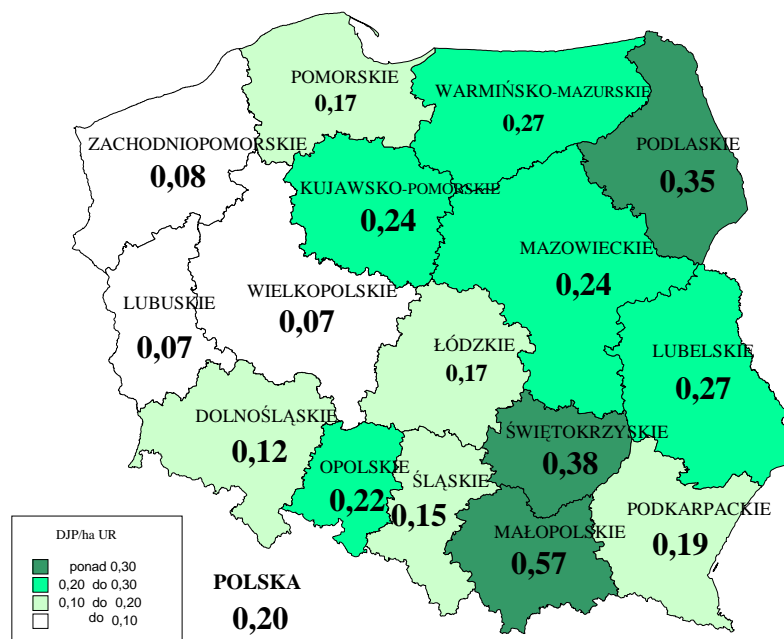 POMORSKIE
0,17
WARMIŃSKO-MAZURSKIE
0,27
ZACHODNIOPOMORSKIE
0,08
PODLASKIE
0,35
KUJAWSKO-POMORSKIE
0,24
MAZOWIECKIE
0,24
LUBUSKIE
0,07
WIELKOPOLSKIE
0,07
ŁÓDZKIE
0,17
LUBELSKIE
0,27
DOLNOŚLĄSKIE
0,12
OPOLSKIE
0,22
ŚLĄSKIE
0,15
ŚWIĘTOKRZYSKIE
0,38
MAŁOPOLSKIE
0,57
PODKARPACKIE
0,19
DJP/ha UR
ponad 0,30
0,20 do 0,30
0,10 do 0,20
do 0,10
POLSKA
0,20